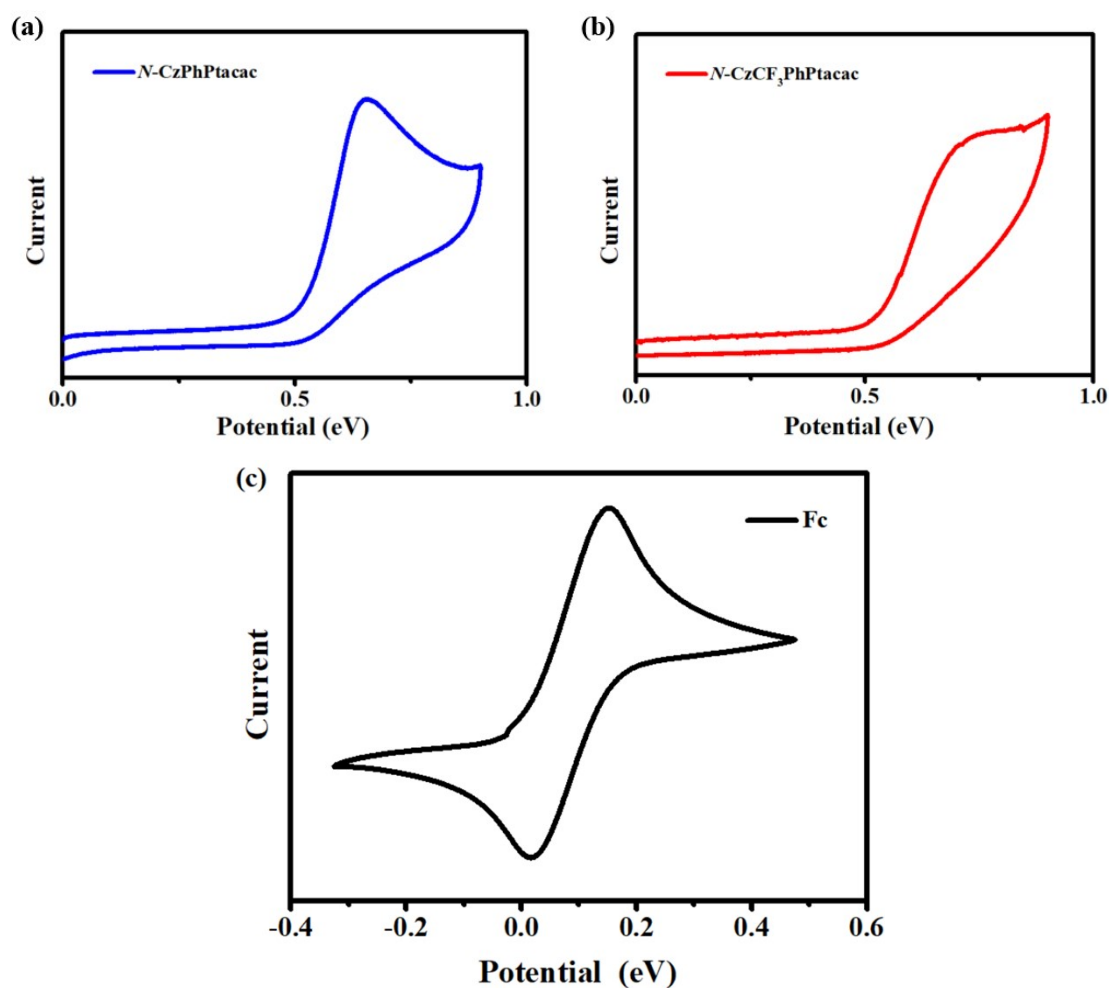 (a)
N-CzPhPtacac
Current
0.0 0.5 1.0
Potential (eV)
(b)
N-CzCF₃PhPtacac
Current
0.0 0.5 1.0
Potential (eV)
(c)
Fc
Current
-0.4 -0.2 0.0 0.2 0.4 0.6
Potential (eV)